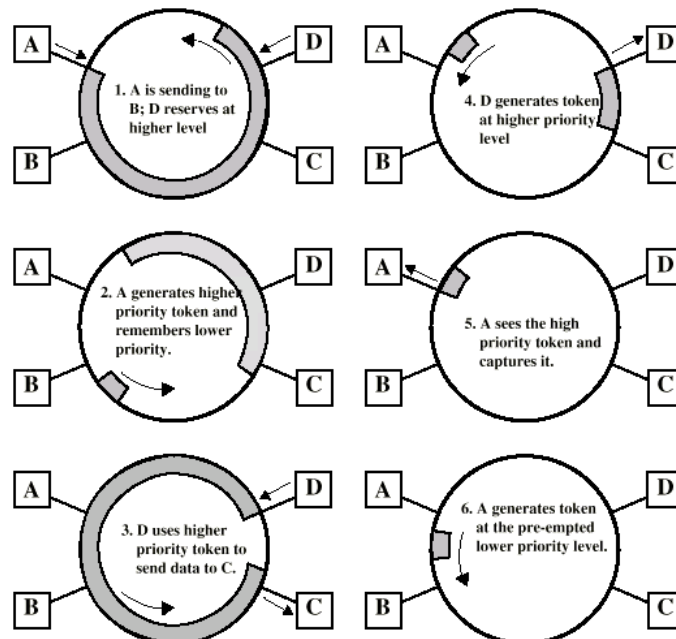 A
D
1. A is sending to
B; D reserves at
higher level
B
C
A
D
2. A generates higher
priority token and
remembers lower
priority.
B
C
A
D
3. D uses higher
priority token to
send data to C.
B
C
A
D
4. D generates token
at higher priority
level
B
C
A
D
5. A sees the high
priority token and
captures it.
B
C
A
D
6. A generates token
at the pre-empted
lower priority level.
B
C